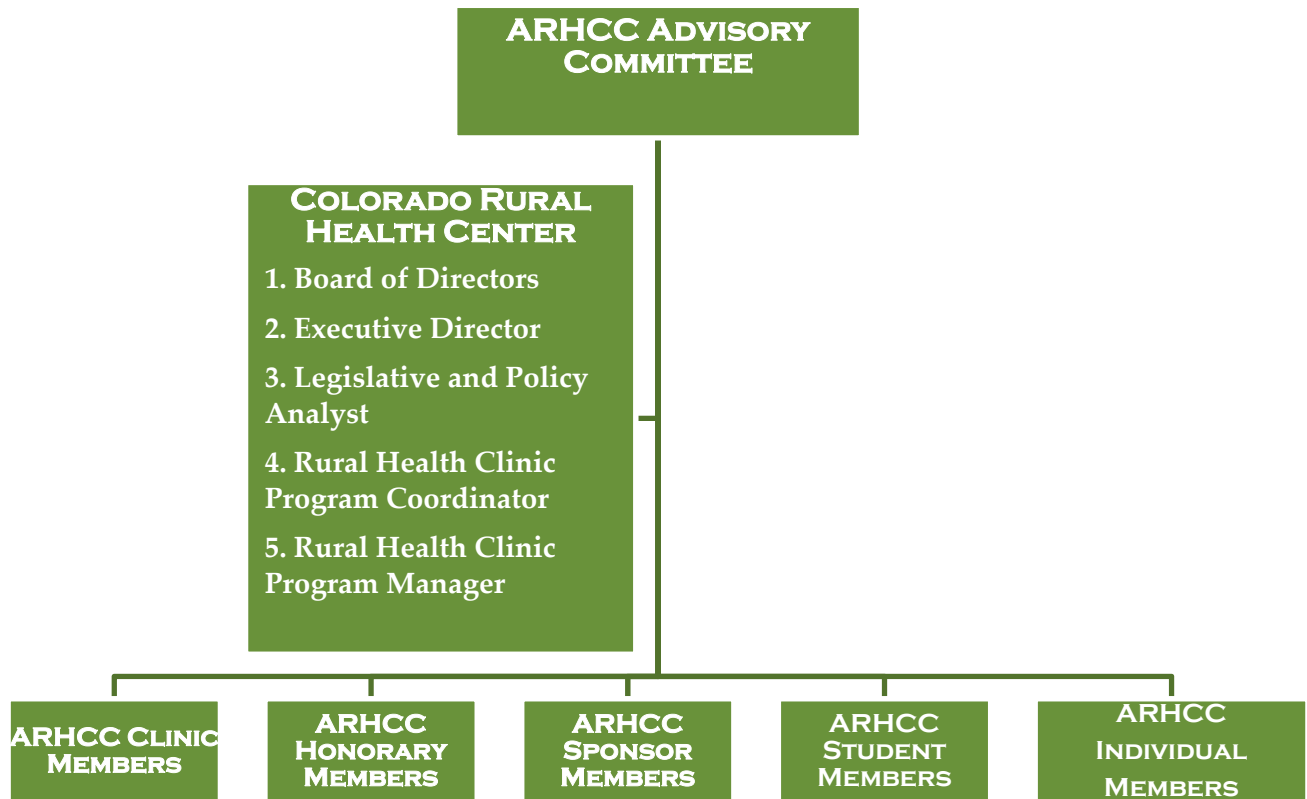 ARHCC ADVISORY
COMMITTEE
COLORADO RURAL
HEALTH CENTER
1. Board of Directors
2. Executive Director
3. Legislative and Policy
Analyst
4. Rural Health Clinic
Program Coordinator
5. Rural Health Clinic
Program Manager
ARHCC CLINIC
MEMBERS
ARHCC
HONORARY
MEMBERS
ARHCC
SPONSOR
MEMBERS
ARHCC
STUDENT
MEMBERS
ARHCC
INDIVIDUAL
MEMBERS